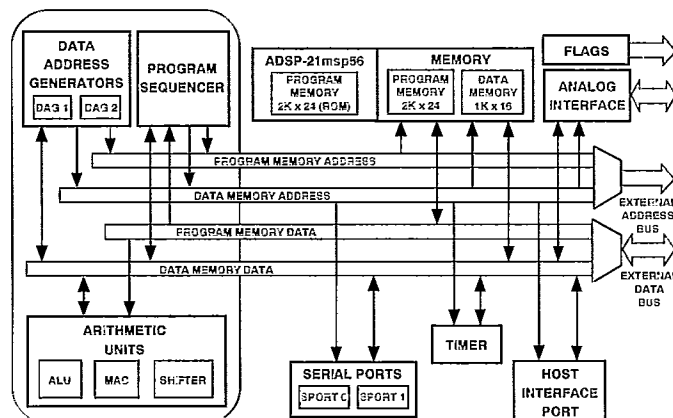 DATA
ADDRESS
GENERATORS
DAG 1
DAG 2
PROGRAM
SEQUENCER
ADSP-21msp56
PROGRAM
MEMORY
2K x 24 (ROM)
MEMORY
PROGRAM
MEMORY
2K x 24
DATA
MEMORY
1K x 16
FLAGS
ANALOG
INTERFACE
PROGRAM MEMORY ADDRESS
DATA MEMORY ADDRESS
EXTERNAL
ADDRESS
BUS
PROGRAM MEMORY DATA
DATA MEMORY DATA
EXTERNAL
DATA
BUS
ARITHMETIC
UNITS
ALU
MAC
SHIFTER
SERIAL PORTS
SPORT 0
SPORT 1
TIMER
HOST
INTERFACE
PORT